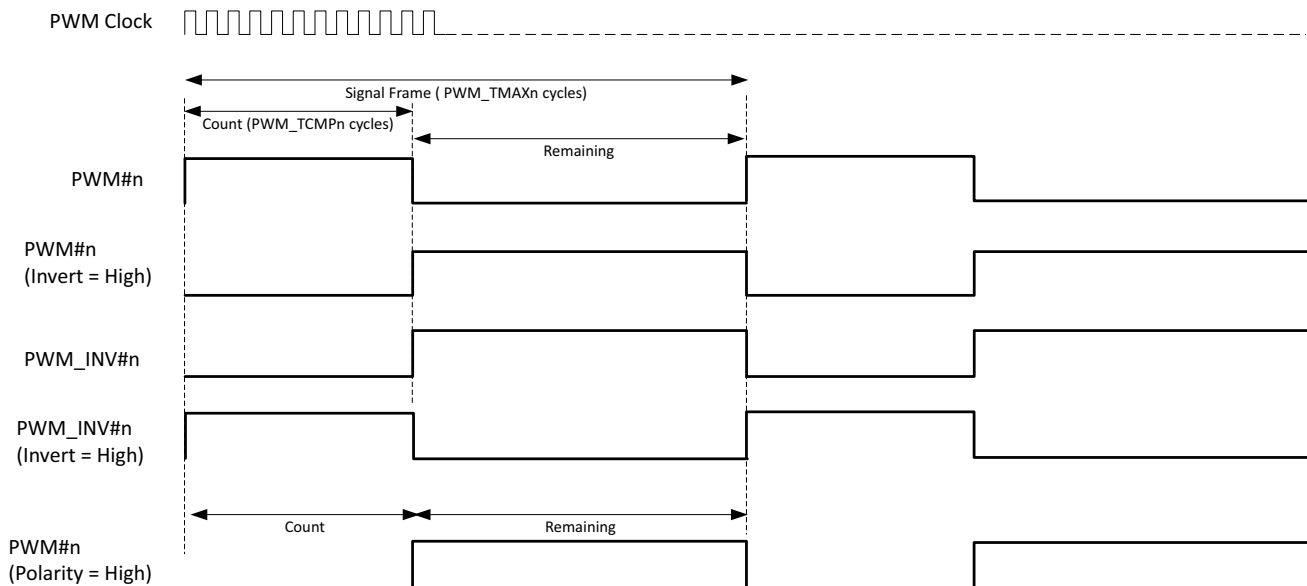 PWM Clock
Signal Frame ( PWM_TMAXn cycles)
Count (PWM_TCMPn cycles)
Remaining
PWM#n
PWM#n
(Invert = High)
PWM_INV#n
PWM_INV#n
(Invert = High)
Count
Remaining
PWM#n
(Polarity = High)